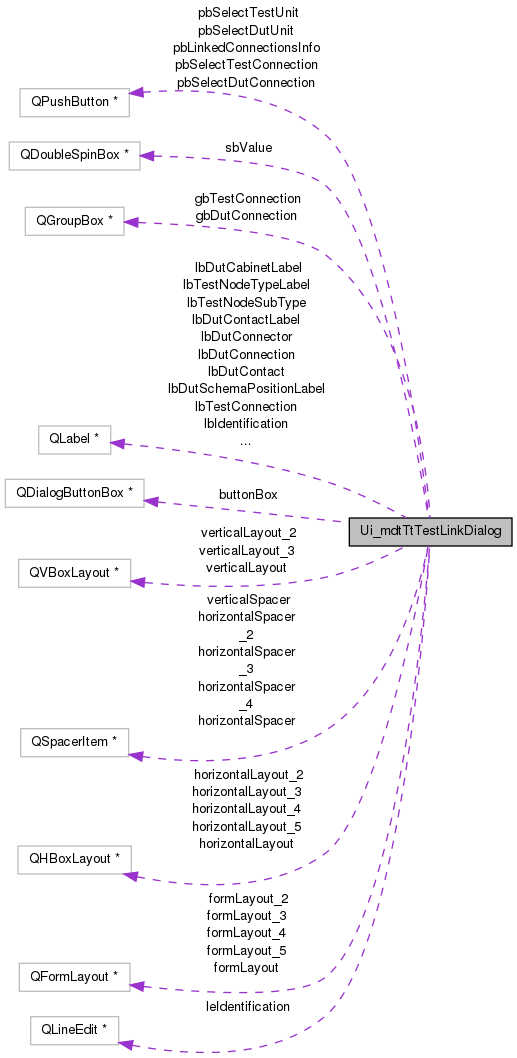 pbSelectTestUnit
pbSelectDutUnit
pbLinkedConnectionsInfo
pbSelectTestConnection
pbSelectDutConnection
QPushButton *
sbValue
QDoubleSpinBox *
gbTestConnection
gbDutConnection
QGroupBox *
lbDutCabinetLabel
lbTestNodeTypeLabel
lbTestNodeSubType
lbDutContactLabel
lbDutConnector
lbDutConnection
lbDutContact
lbDutSchemaPositionLabel
lbTestConnection
lbIdentification
...
QLabel *
buttonBox
QDialogButtonBox *
Ui_mdtTtTestLinkDialog
verticalLayout_2
verticalLayout_3
verticalLayout
QVBoxLayout *
verticalSpacer
horizontalSpacer
_2
horizontalSpacer
_3
horizontalSpacer
_4
horizontalSpacer
QSpacerItem *
horizontalLayout_2
horizontalLayout_3
horizontalLayout_4
horizontalLayout_5
horizontalLayout
QHBoxLayout *
formLayout_2
formLayout_3
formLayout_4
formLayout_5
formLayout
QFormLayout *
leIdentification
QLineEdit *